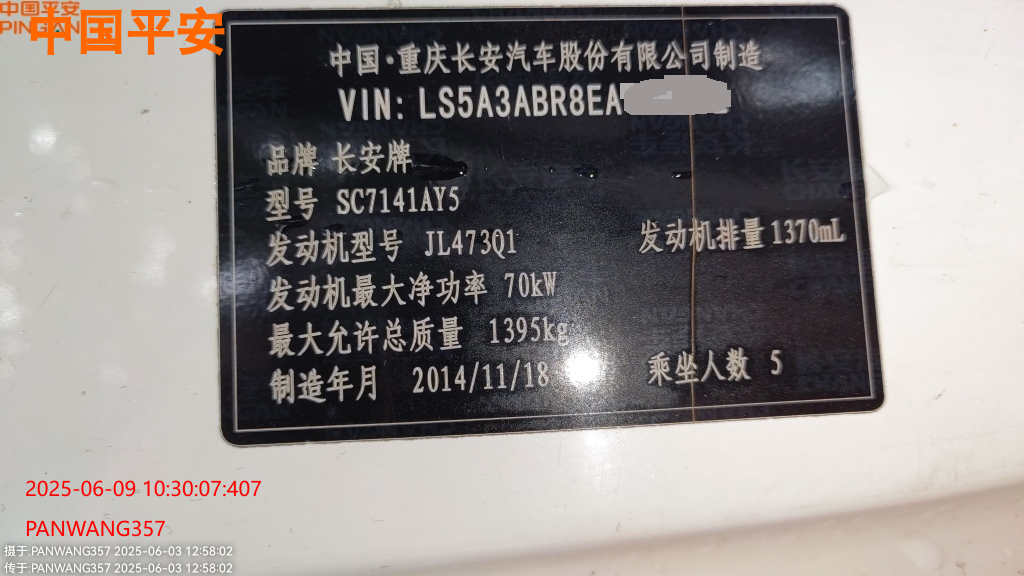 中国平安
PINGAN
中国平安
中国·重庆长安汽车股份有限公司制造
VIN: LS5A3ABR8EA
品牌 长安牌
型号 SC7141AY5
发动机型号 JL473Q1 发动机排量 1370mL
发动机最大净功率 70kW
最大允许总质量 1395kg
制造年月 2014/11/18 乘坐人数 5
2025-06-09 10:30:07:407
PANWANG357
摄于:PANWANG357 2025-06-03 12:58:02
传于:PANWANG357 2025-06-03 12:58:02